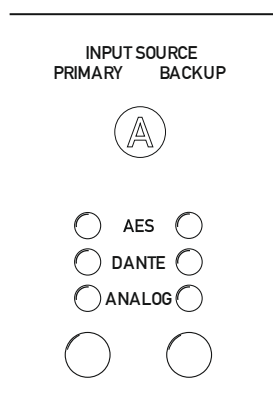 INPUT SOURCE
PRIMARY BACKUP
A
AES
DANTE
ANALOG